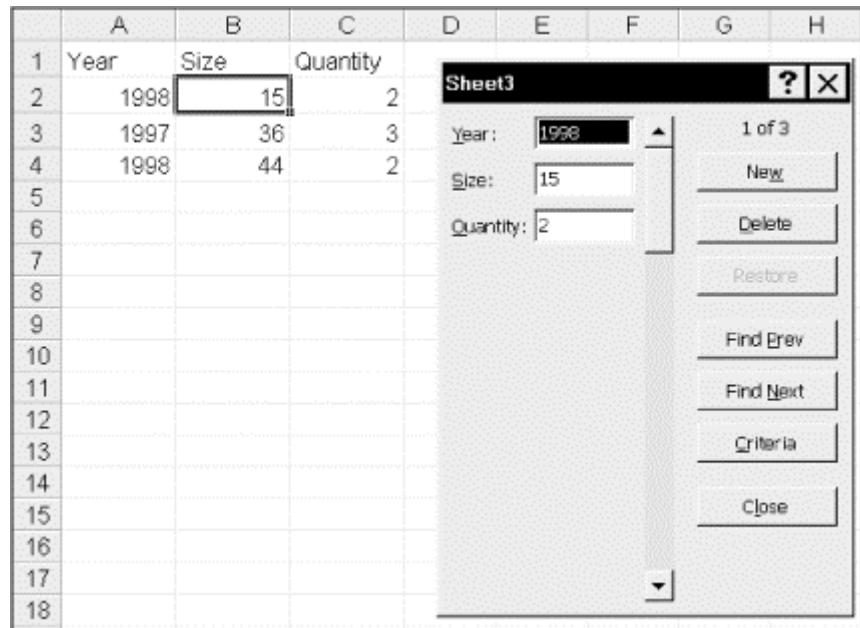 A B C D E F G H
1 Year Size Quantity
2 1998 15 2
3 1997 36 3
4 1998 44 2
5
6
7
8
9
10
11
12
13
14
15
16
17
18
Sheet3 ? X
Year: 1998
Size: 15
Quantity: 2
1 of 3
New
Delete
Restore
Find Prev
Find Next
Criteria
Close